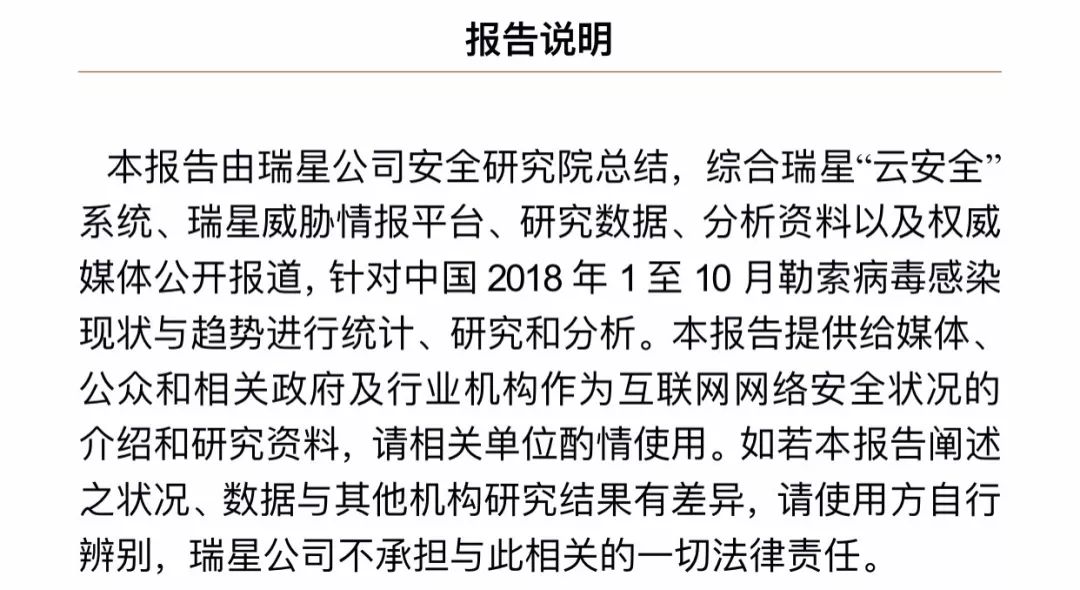 报告说明
本报告由瑞星公司安全研究院总结，综合瑞星“云安全”
系统、瑞星威胁情报平台、研究数据、分析资料以及权威
媒体公开报道，针对中国 2018 年 1 至 10 月勒索病毒感染
现状与趋势进行统计、研究和分析。本报告提供给媒体、
公众和相关政府及行业机构作为互联网网络安全状况的
介绍和研究资料，请相关单位酌情使用。如若本报告阐述
之状况、数据与其他机构研究结果有差异，请使用方自行
辨别，瑞星公司不承担与此相关的一切法律责任。